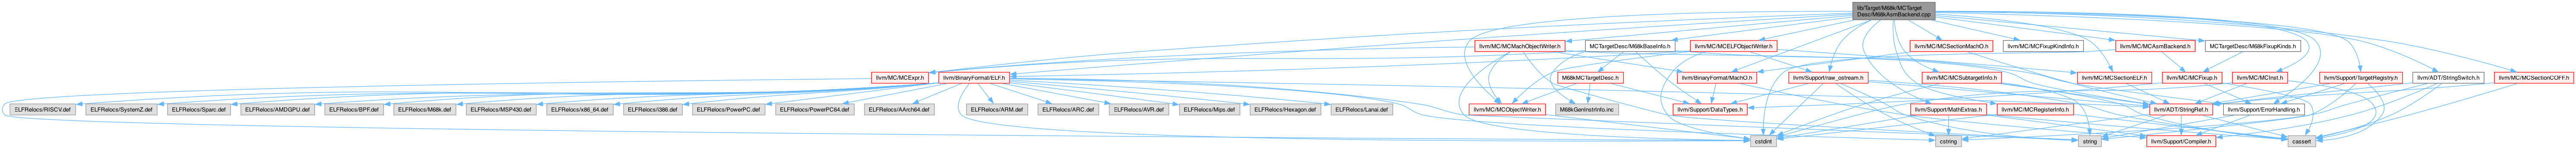 lib/Target/M68k/MCTarget
Desc/M68kAsmBackend.cpp
llvm/MC/MCMachObjectWriter.h
MCTargetDesc/M68kBaseInfo.h
llvm/MC/MCELFObjectWriter.h
llvm/MC/MCSectionMachO.h
llvm/MC/MCFixupKindInfo.h
llvm/MC/MCAsmBackend.h
MCTargetDesc/M68kFixupKinds.h
llvm/MC/MCExpr.h
llvm/BinaryFormat/ELF.h
M68kMCTargetDesc.h
llvm/BinaryFormat/MachO.h
llvm/Support/raw_ostream.h
llvm/MC/MCSubtargetInfo.h
llvm/MC/MCSectionELF.h
llvm/MC/MCFixup.h
llvm/MC/MCInst.h
llvm/Support/TargetRegistry.h
llvm/ADT/StringSwitch.h
llvm/MC/MCSectionCOFF.h
ELFRelocs/RISCV.def
ELFRelocs/SystemZ.def
ELFRelocs/Sparc.def
ELFRelocs/AMDGPU.def
ELFRelocs/BPF.def
ELFRelocs/M68k.def
ELFRelocs/MSP430.def
ELFRelocs/x86_64.def
ELFRelocs/i386.def
ELFRelocs/PowerPC.def
ELFRelocs/PowerPC64.def
ELFRelocs/AArch64.def
ELFRelocs/ARM.def
ELFRelocs/ARC.def
ELFRelocs/AVR.def
ELFRelocs/Mips.def
ELFRelocs/Hexagon.def
ELFRelocs/Lanai.def
llvm/MC/MCObjectWriter.h
M68kGenInstrInfo.inc
llvm/Support/DataTypes.h
llvm/Support/MathExtras.h
llvm/MC/MCRegisterInfo.h
llvm/ADT/StringRef.h
llvm/Support/ErrorHandling.h
cstdint
cstring
string
llvm/Support/Compiler.h
cassert